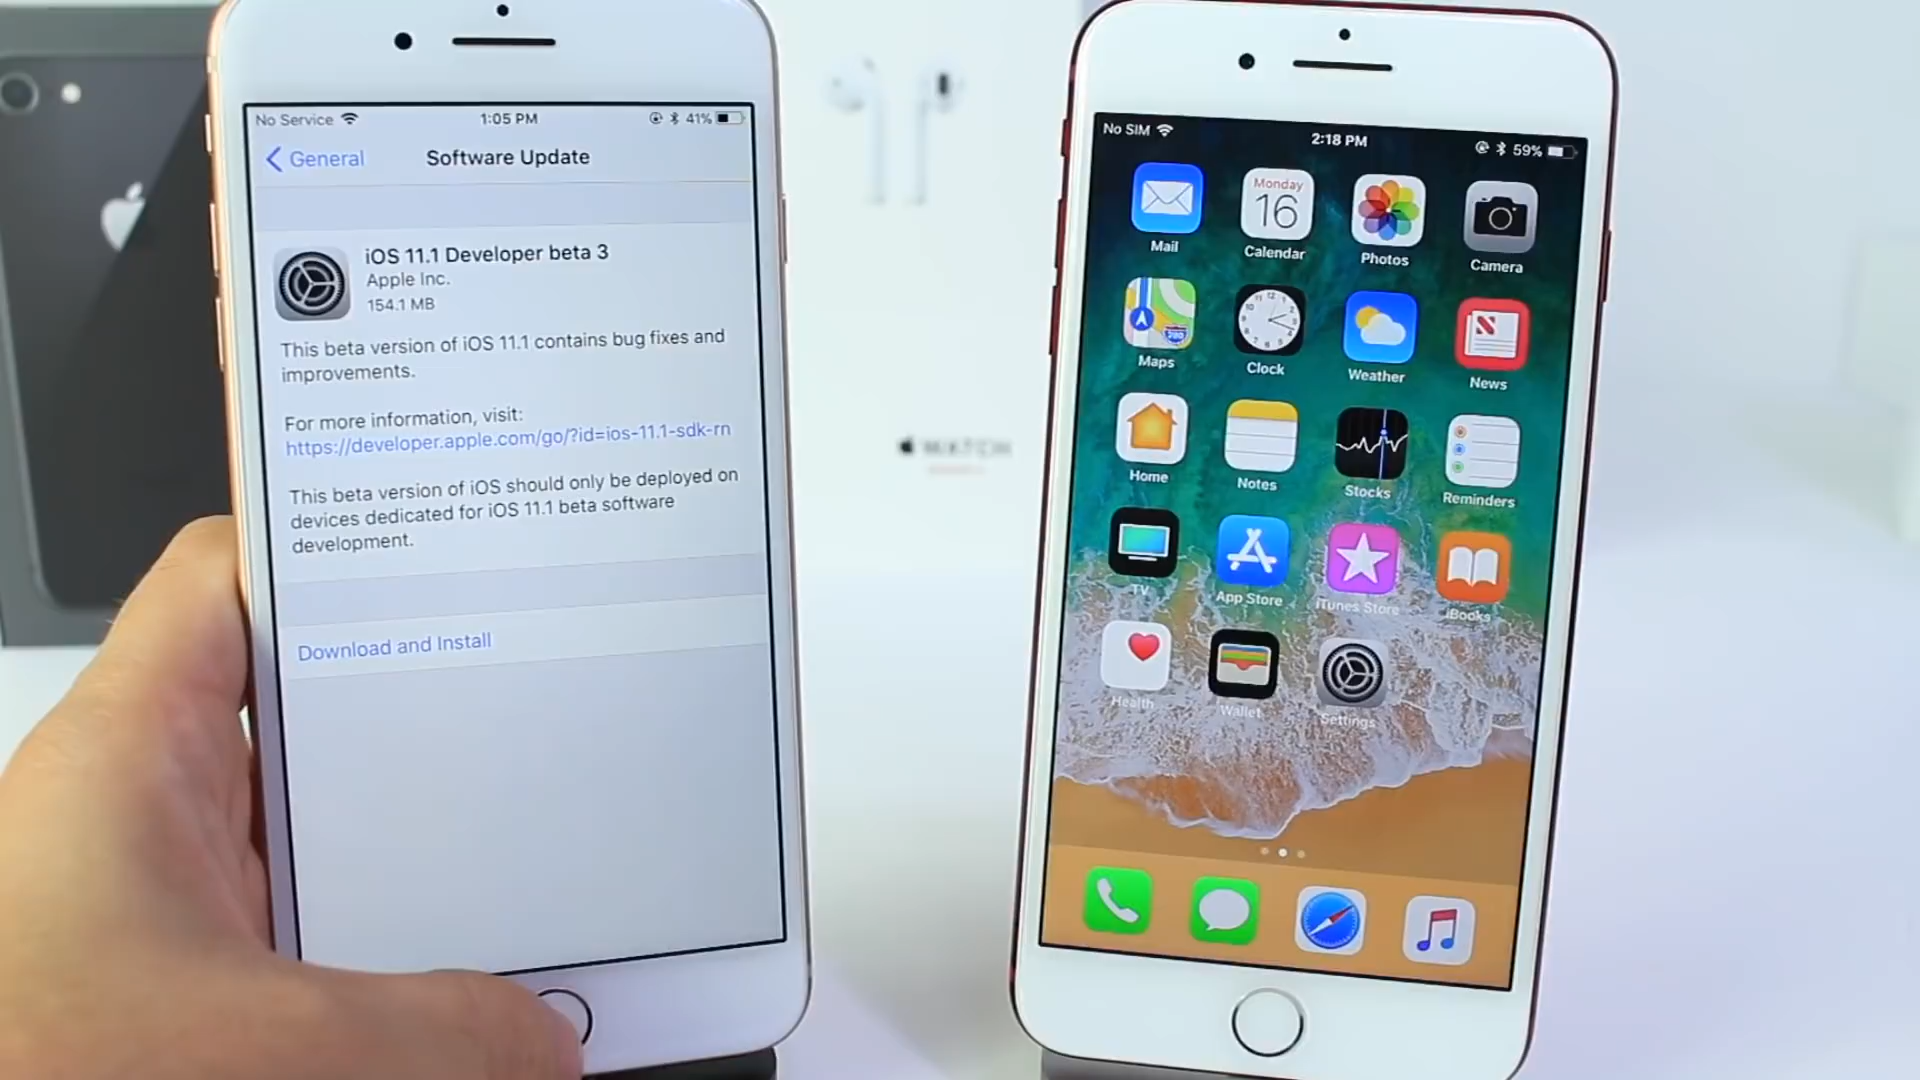 No Service
1:05 PM
41%
General
Software Update
iOS 11.1 Developer beta 3
Apple Inc.
154.1 MB
This beta version of iOS 11.1 contains bug fixes and
improvements.
For more information, visit:
https://developer.apple.com/go/?id=ios-11.1-sdk-rn
This beta version of iOS should only be deployed on
devices dedicated for iOS 11.1 beta software
development.
Download and Install
WATCH
No SIM
2:18 PM
59%
Monday
16
Mail
Calendar
Photos
Camera
Maps
Clock
Weather
News
Home
Notes
Stocks
Reminders
TV
App Store
iTunes Store
iBooks
Health
Wallet
Settings